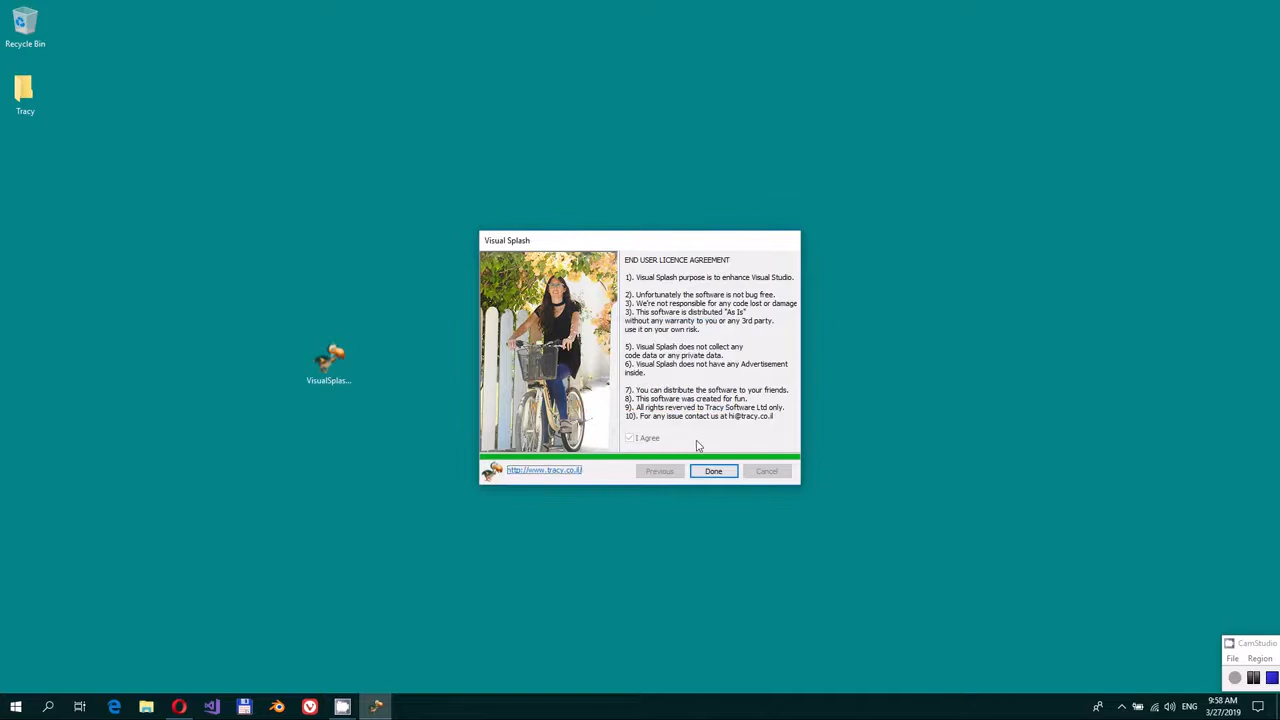 Recycle Bin
Tracy
VisualSplas...
Visual Splash
END USER LICENCE AGREEMENT
1). Visual Splash purpose is to enhance Visual Studio.
2). Unfortunately the software is not bug free.
3). We're not responsible for any code lost or damage
3). This software is distributed "As Is"
without any warranty to you or any 3rd party.
use it on your own risk.
5). Visual Splash does not collect any
code data or any private data.
6). Visual Splash does not have any Advertisement
inside.
7). You can distribute the software to your friends.
8). This software was created for fun.
9). All rights reverved to Tracy Software Ltd only.
10). For any issue contact us at hi@tracy.co.il
I Agree
http://www.tracy.co.il/
Previous
Done
Cancel
CamStudio
File Region
ENG
9:58 AM
3/27/2019